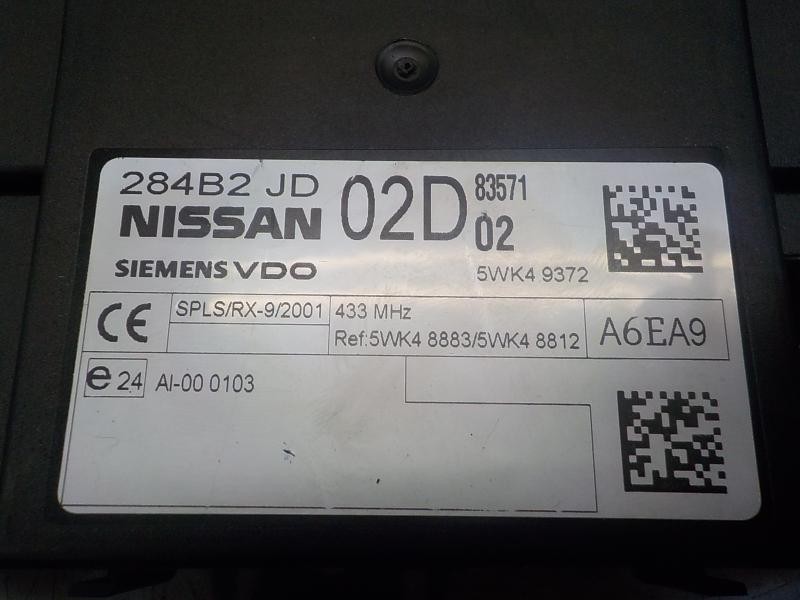 284B2 JD 02D 83571
NISSAN 02
SIEMENS VDO 5WK4 9372
CE SPLS/RX-9/2001 433 MHz
Ref:5WK4 8883/5WK4 8812 A6EA9
e 24 AI-00 0103